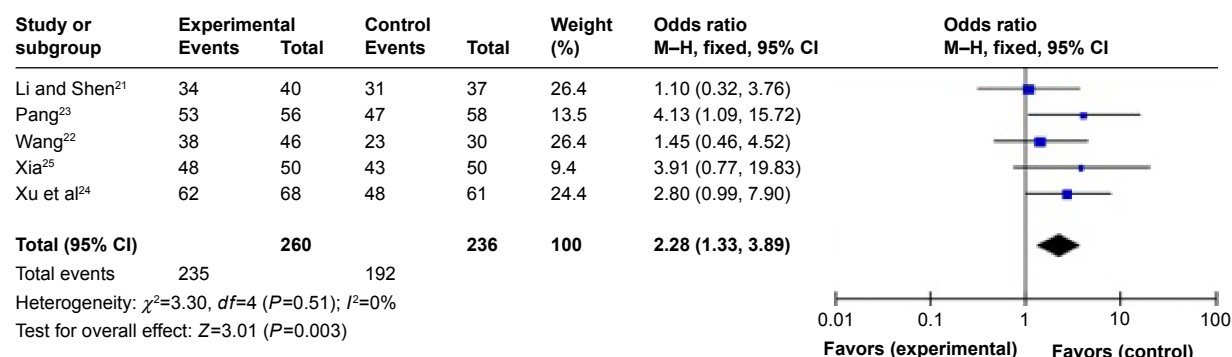 Study or Experimental Control Weight Odds ratio Odds ratio
subgroup Events Total Events Total (%) M–H, fixed, 95% CI M–H, fixed, 95% CI
Li and Shen²¹ 34 40 31 37 26.4 1.10 (0.32, 3.76)
Pang²³ 53 56 47 58 13.5 4.13 (1.09, 15.72)
Wang²² 38 46 23 30 26.4 1.45 (0.46, 4.52)
Xia²⁵ 48 50 43 50 9.4 3.91 (0.77, 19.83)
Xu et al²⁴ 62 68 48 61 24.4 2.80 (0.99, 7.90)
Total (95% CI) 260 236 100 2.28 (1.33, 3.89)
Total events 235 192
Heterogeneity: χ²=3.30, df=4 (P=0.51); I²=0%
Test for overall effect: Z=3.01 (P=0.003)
0.01 0.1 1 10 100
Favors (experimental) Favors (control)